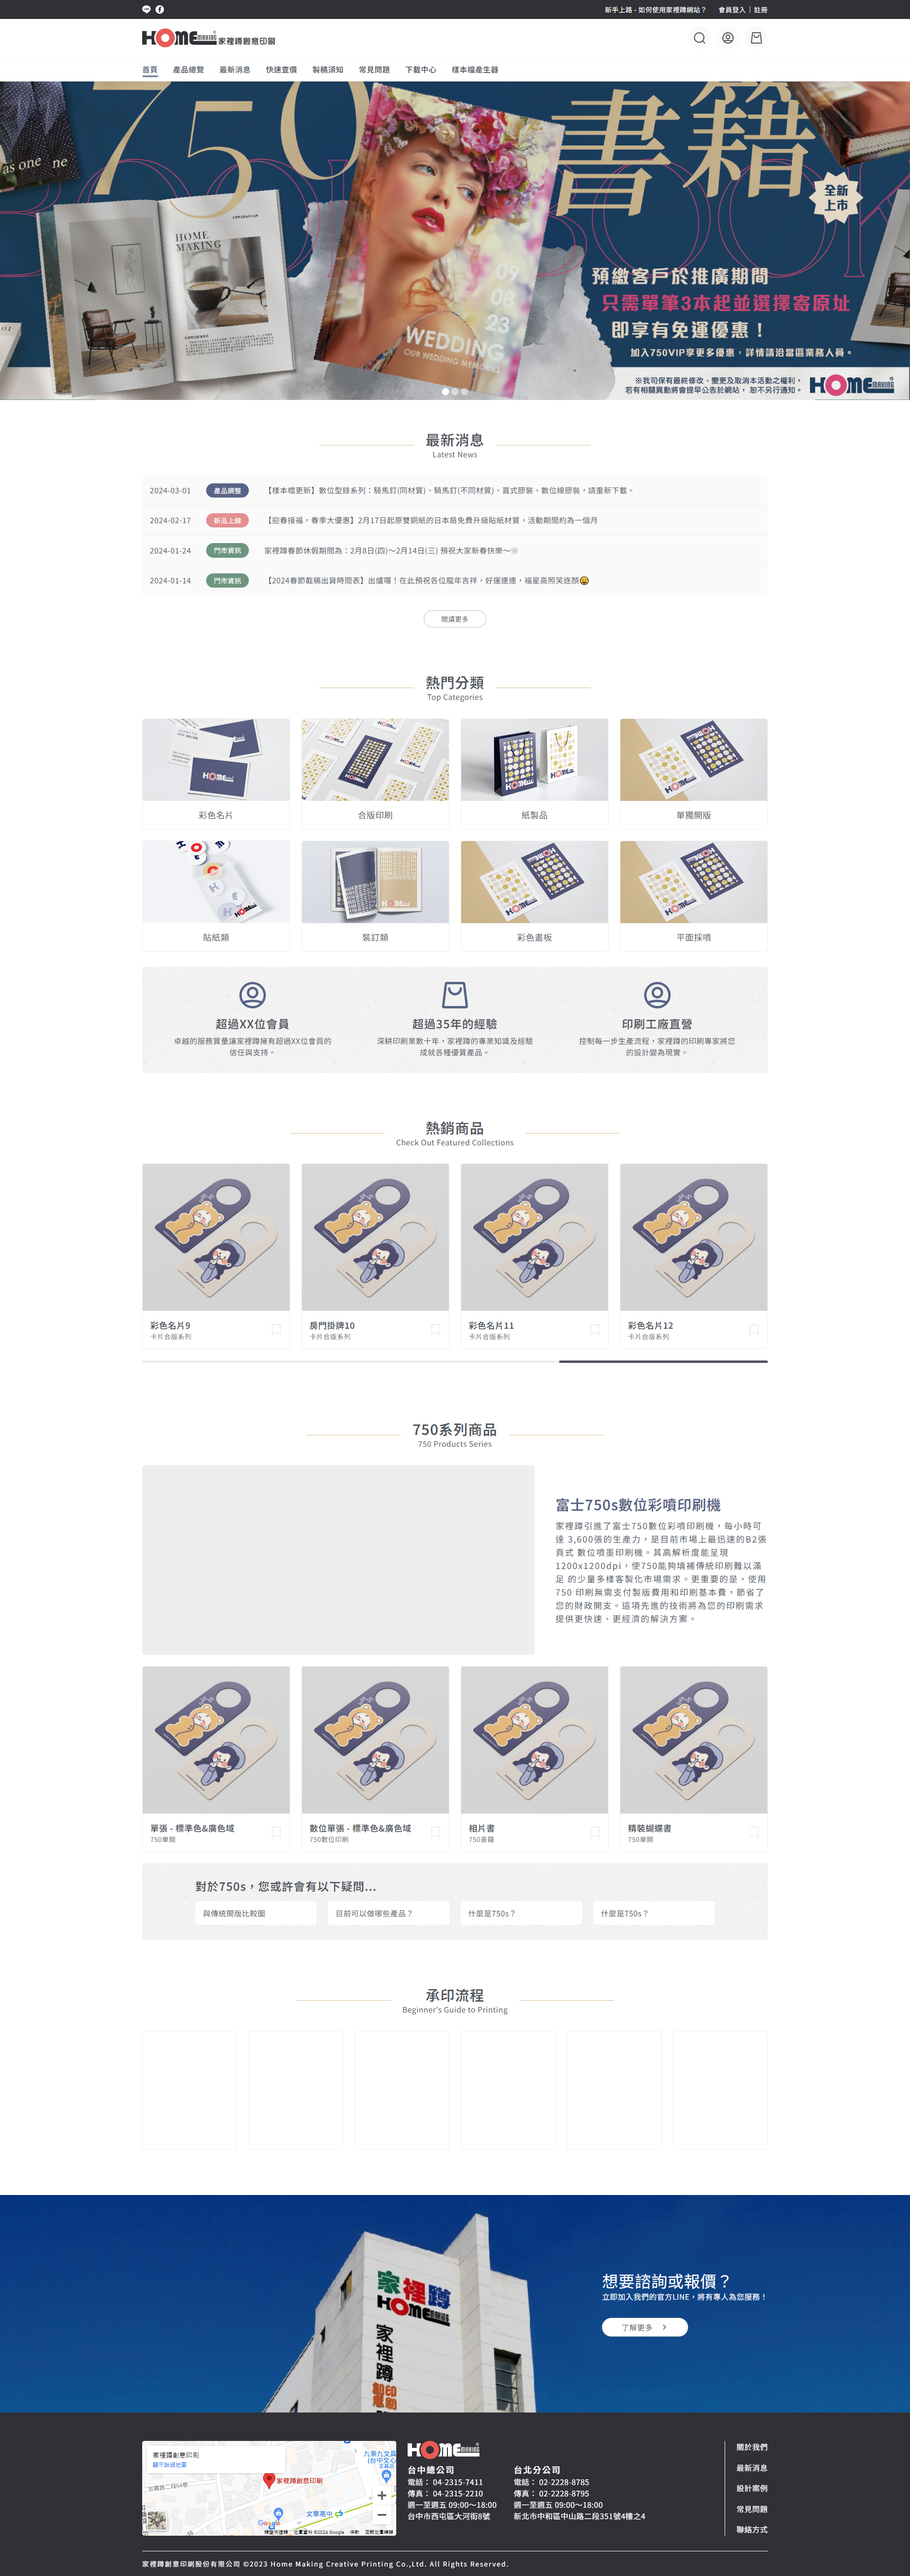 新手上路 - 如何使用家裡蹲網站？
會員登入 | 註冊
HOME MAKING 家裡蹲創意印刷
首頁 產品總覽 最新消息 快速查價 製稿須知 常見問題 下載中心 樣本檔產生器
750 書籍
as one
ne
HOME
MAKING
09
08
23
WEDDING
OUR WEDDING MEMORIES
全新
上市
預繳客戶於推廣期間
只需單筆3本起並選擇寄原址
即享有免運優惠！
加入750VIP享更多優惠，詳情請洽當區業務人員。
※我司保有最終修改、變更及取消本活動之權利，
若有相關異動將會提早公告於網站， 恕不另行通知。
HOME MAKING
最新消息
Latest News
2024-03-01 產品調整 【樣本檔更新】數位型錄系列：騎馬釘(同材質)、騎馬釘(不同材質)、直式膠裝、數位線膠裝，請重新下載。
2024-02-17 新品上線 【迎春接福，春季大優惠】2月17日起原雙銅紙的日本扇免費升級貼紙材質，活動期間約為一個月
2024-01-24 門市資訊 家裡蹲春節休假期間為：2月8日(四)～2月14日(三) 預祝大家新春快樂～
2024-01-14 門市資訊 【2024春節截稿出貨時間表】出爐囉！在此預祝各位龍年吉祥，好運連連，福星高照笑逐顏😄
閱讀更多
熱門分類
Top Categories
彩色名片
合版印刷
紙製品
單獨開版
貼紙類
裝訂類
彩色畫板
平面採噴
超過XX位會員
卓越的服務質量讓家裡蹲擁有超過XX位會員的
信任與支持。
超過35年的經驗
深耕印刷業數十年，家裡蹲的專業知識及經驗
成就各種優質產品。
印刷工廠直營
控制每一步生產流程，家裡蹲的印刷專家將您
的設計變為現實。
熱銷商品
Check Out Featured Collections
彩色名片9
卡片合版系列
房門掛牌10
卡片合版系列
彩色名片11
卡片合版系列
彩色名片12
卡片合版系列
750系列商品
750 Products Series
富士750s數位彩噴印刷機
家裡蹲引進了富士750數位彩噴印刷機，每小時可
達 3,600張的生產力，是目前市場上最迅速的B2張
頁式 數位噴墨印刷機。其高解析度能呈現
1200x1200dpi，使750能夠填補傳統印刷難以滿
足 的少量多樣客製化市場需求。更重要的是，使用
750 印刷無需支付製版費用和印刷基本費，節省了
您的財政開支。這項先進的技術將為您的印刷需求
提供更快速、更經濟的解決方案。
單張 - 標準色&廣色域
750單開
數位單張 - 標準色&廣色域
750數位印刷
相片書
750書籍
精裝蝴蝶書
750單開
對於750s，您或許會有以下疑問...
與傳統開版比較圖
目前可以做哪些產品？
什麼是750s？
什麼是750s？
承印流程
Beginner's Guide to Printing
家裡蹲
HOME MAKING
家裡蹲
創意
印刷
想要諮詢或報價？
立即加入我們的官方LINE，將有專人為您服務！
了解更多
家裡蹲創意印刷
顯示詳細地圖
甘肅路二段64巷
家裡蹲創意印刷
文華高中
九乘九文具
(台中文心
Google
HOME MAKING
台中總公司
電話： 04-2315-7411
傳真： 04-2315-2210
週一至週五 09:00～18:00
台中市西屯區大河街8號
台北分公司
電話： 02-2228-8785
傳真： 02-2228-8795
週一至週五 09:00～18:00
新北市中和區中山路二段351號4樓之4
關於我們
最新消息
設計案例
常見問題
聯絡方式
家裡蹲創意印刷股份有限公司 ©2023 Home Making Creative Printing Co.,Ltd. All Rights Reserved.